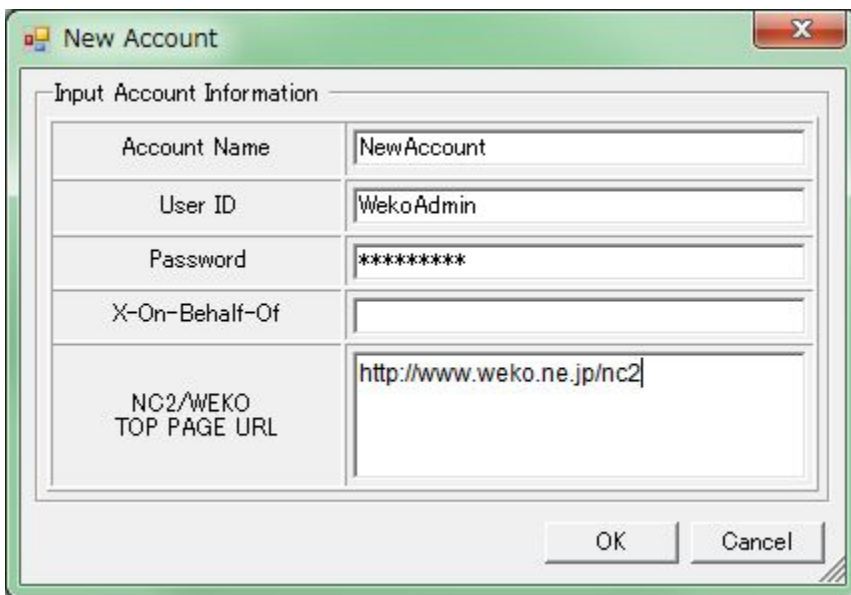 New Account
Input Account Information
Account Name
NewAccount
User ID
WekoAdmin
Password
*********
X-On-Behalf-Of
NC2/WEKO
TOP PAGE URL
http://www.weko.ne.jp/nc2
OK
Cancel